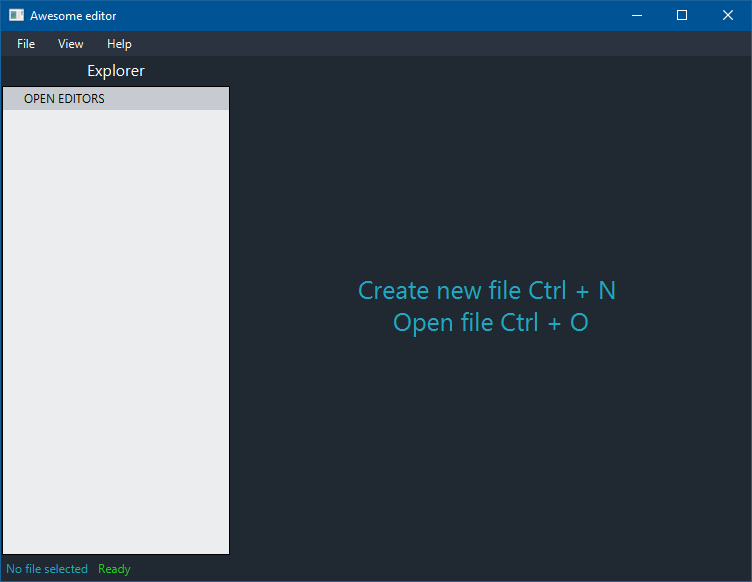 Awesome editor
File View Help
Explorer
OPEN EDITORS
Create new file Ctrl + N
Open file Ctrl + O
No file selected Ready